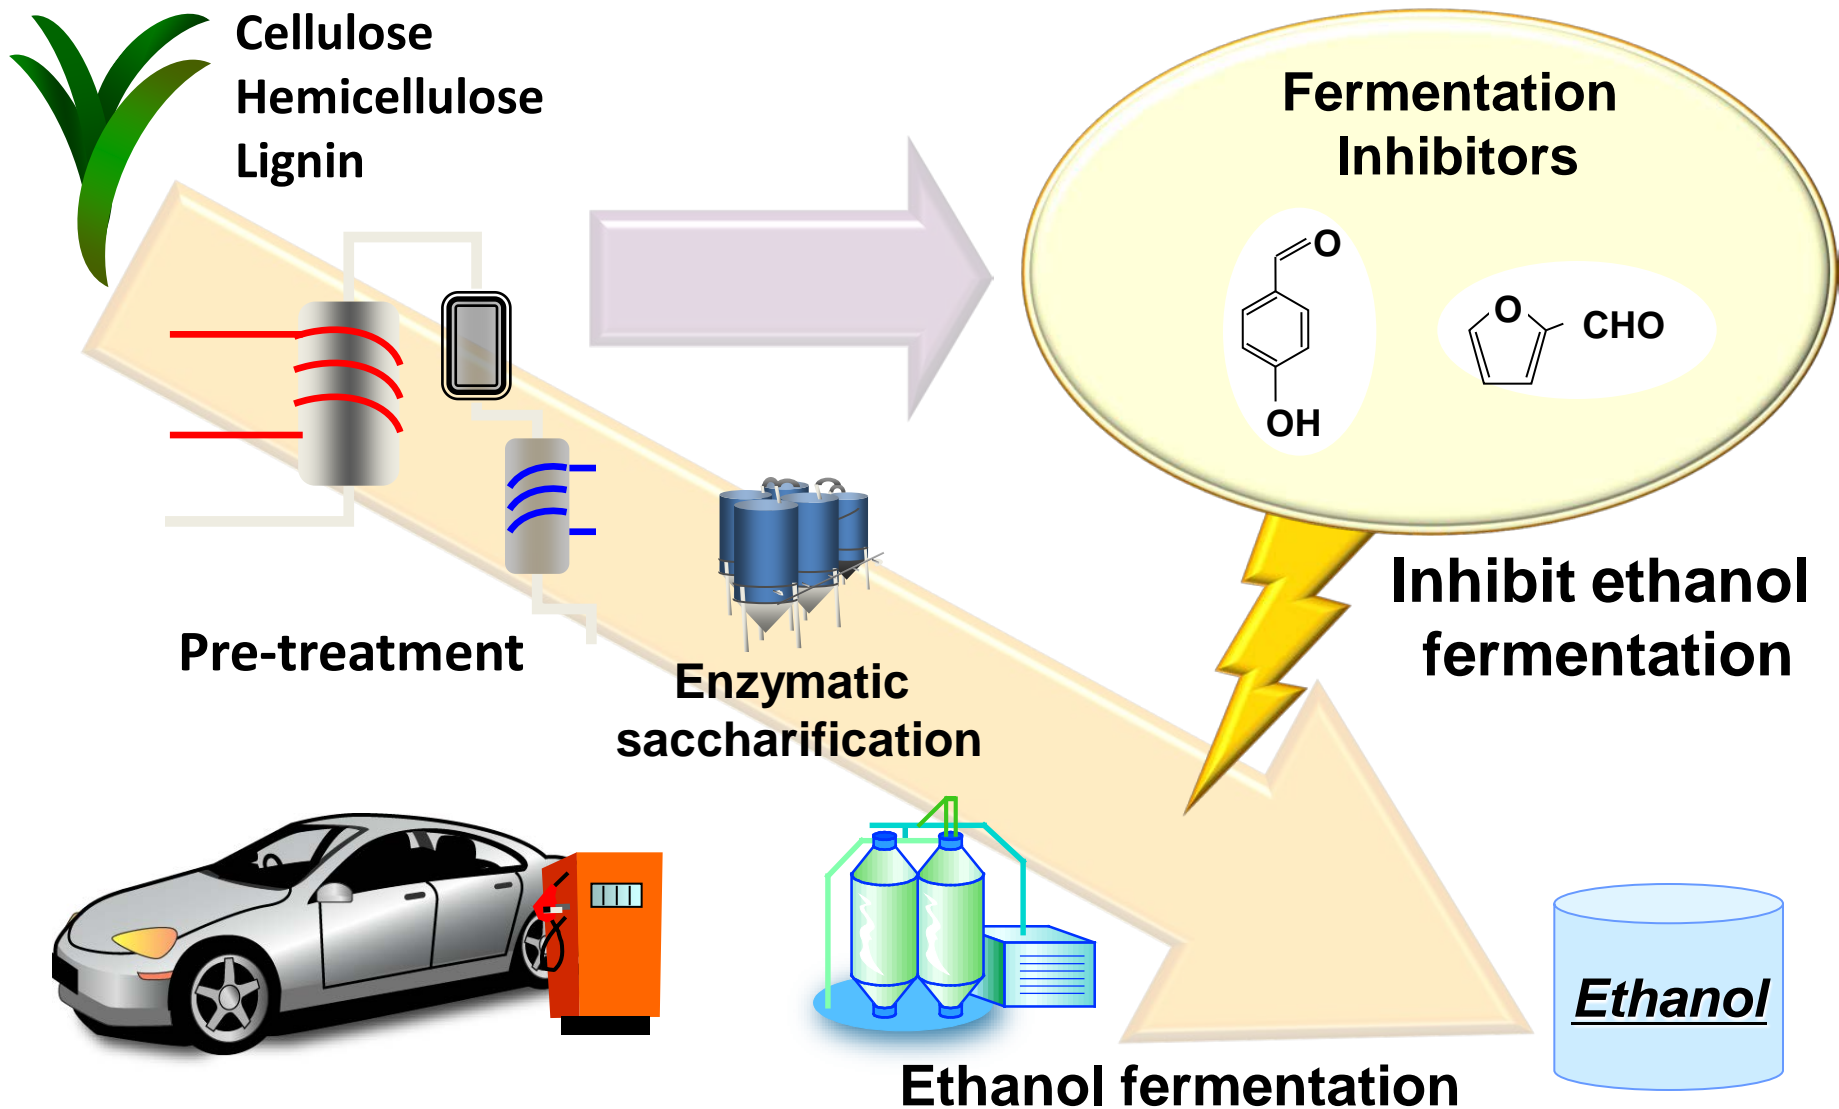 Cellulose
Hemicellulose
Lignin
Fermentation
Inhibitors
O
OH
O
CHO
Inhibit ethanol
fermentation
Pre-treatment
Enzymatic
saccharification
Ethanol fermentation
Ethanol